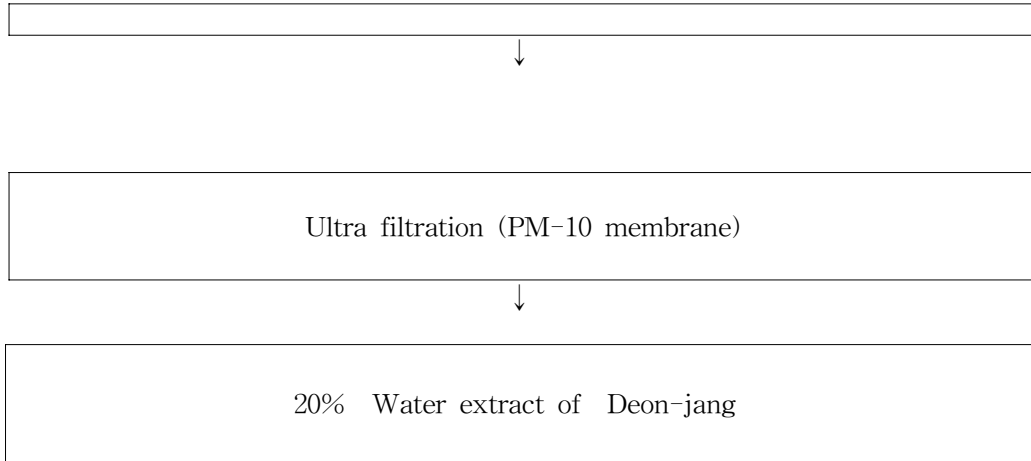 ↓
Ultra filtration (PM-10 membrane)
↓
20% Water extract of Deon-jang